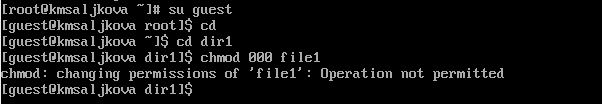 [root@kmsaljkova ~]# su guest
[guest@kmsaljkova root]$ cd
[guest@kmsaljkova ~]$ cd dir1
[guest@kmsaljkova dir1]$ chmod 000 file1
chmod: changing permissions of 'file1': Operation not permitted
[guest@kmsaljkova dir1]$